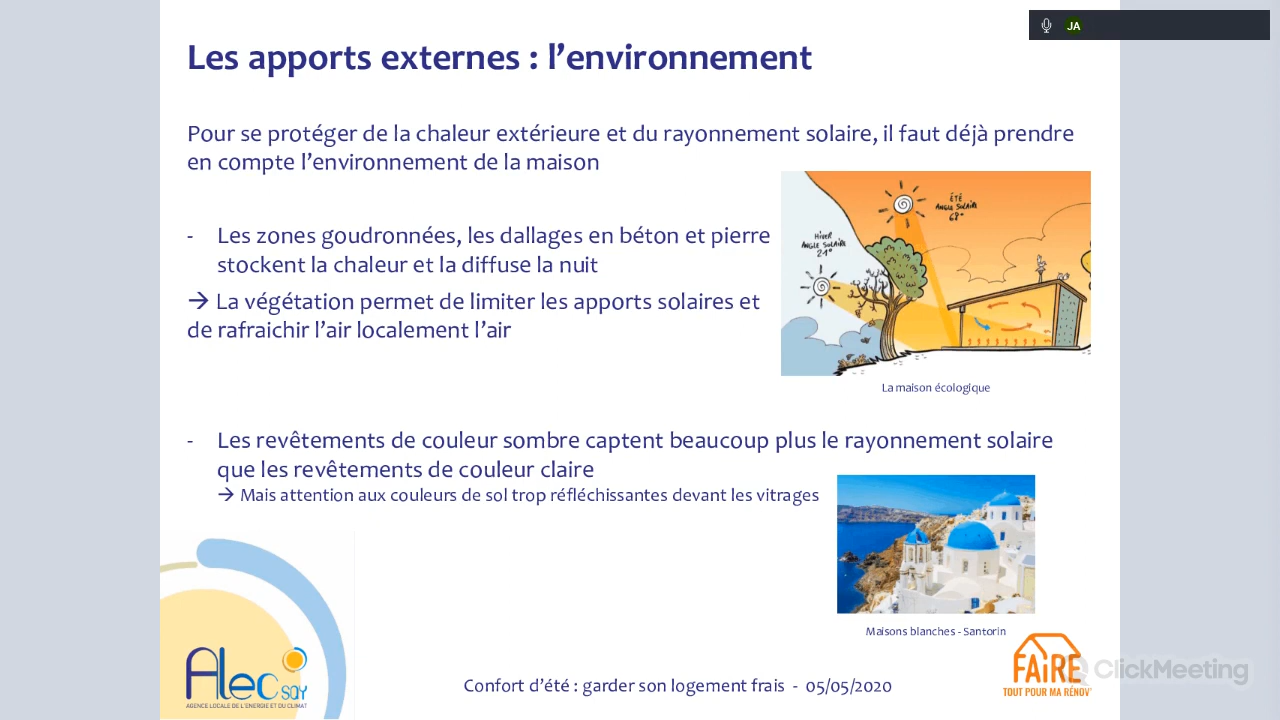 JA
Les apports externes : l’environnement
Pour se protéger de la chaleur extérieure et du rayonnement solaire, il faut déjà prendre
en compte l’environnement de la maison
- Les zones goudronnées, les dallages en béton et pierre
stockent la chaleur et la diffuse la nuit
→ La végétation permet de limiter les apports solaires et
de rafraichir l’air localement l’air
ÉTÉ
ANGLE SOLAIRE
68°
HIVER
ANGLE SOLAIRE
21°
La maison écologique
- Les revêtements de couleur sombre captent beaucoup plus le rayonnement solaire
que les revêtements de couleur claire
→ Mais attention aux couleurs de sol trop réfléchissantes devant les vitrages
Maisons blanches - Santorin
Alec SQY
AGENCE LOCALE DE L'ENERGIE ET DU CLIMAT
Confort d’été : garder son logement frais - 05/05/2020
FAiRE
TOUT POUR MA RÉNOV'
ClickMeeting